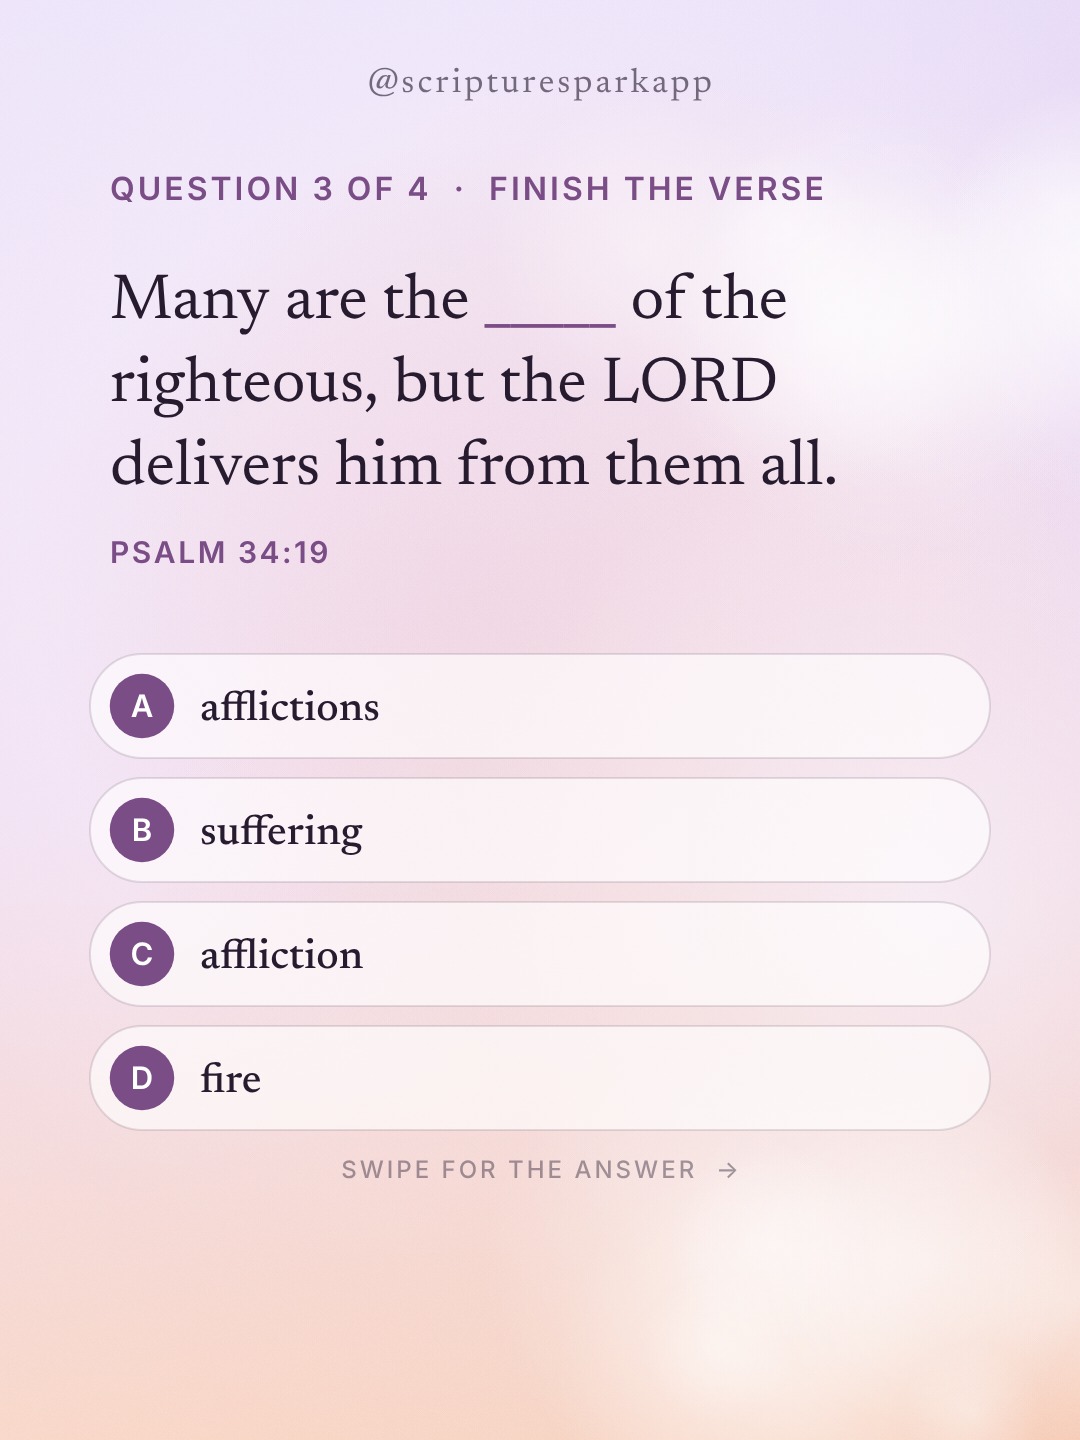 @scripturesparkapp
QUESTION 3 OF 4 · FINISH THE VERSE
Many are the _____ of the
righteous, but the LORD
delivers him from them all.
PSALM 34:19
A afflictions
B suffering
C affliction
D fire
SWIPE FOR THE ANSWER →